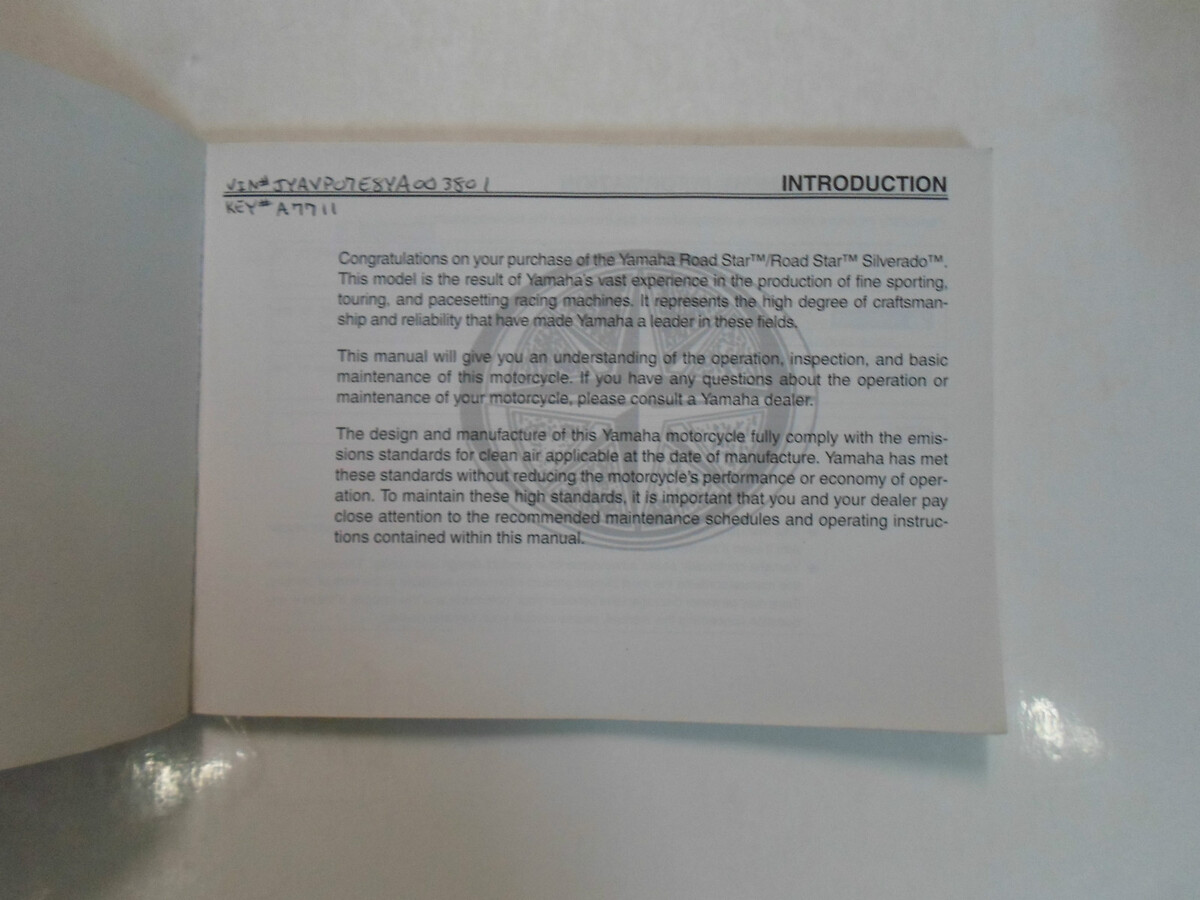 VIN# JYAVP07E8YA003801
INTRODUCTION
KEY# A7711
Congratulations on your purchase of the Yamaha Road Star™/Road Star™ Silverado™.
This model is the result of Yamaha's vast experience in the production of fine sporting,
touring, and pacesetting racing machines. It represents the high degree of craftsman-
ship and reliability that have made Yamaha a leader in these fields.
This manual will give you an understanding of the operation, inspection, and basic
maintenance of this motorcycle. If you have any questions about the operation or
maintenance of your motorcycle, please consult a Yamaha dealer.
The design and manufacture of this Yamaha motorcycle fully comply with the emis-
sions standards for clean air applicable at the date of manufacture. Yamaha has met
these standards without reducing the motorcycle's performance or economy of oper-
ation. To maintain these high standards, it is important that you and your dealer pay
close attention to the recommended maintenance schedules and operating instruc-
tions contained within this manual.